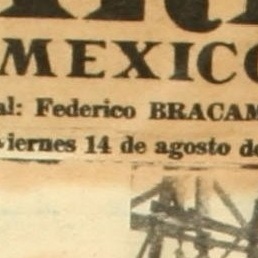 MEXICO
al: Federico BRACAM
viernes 14 de agosto de